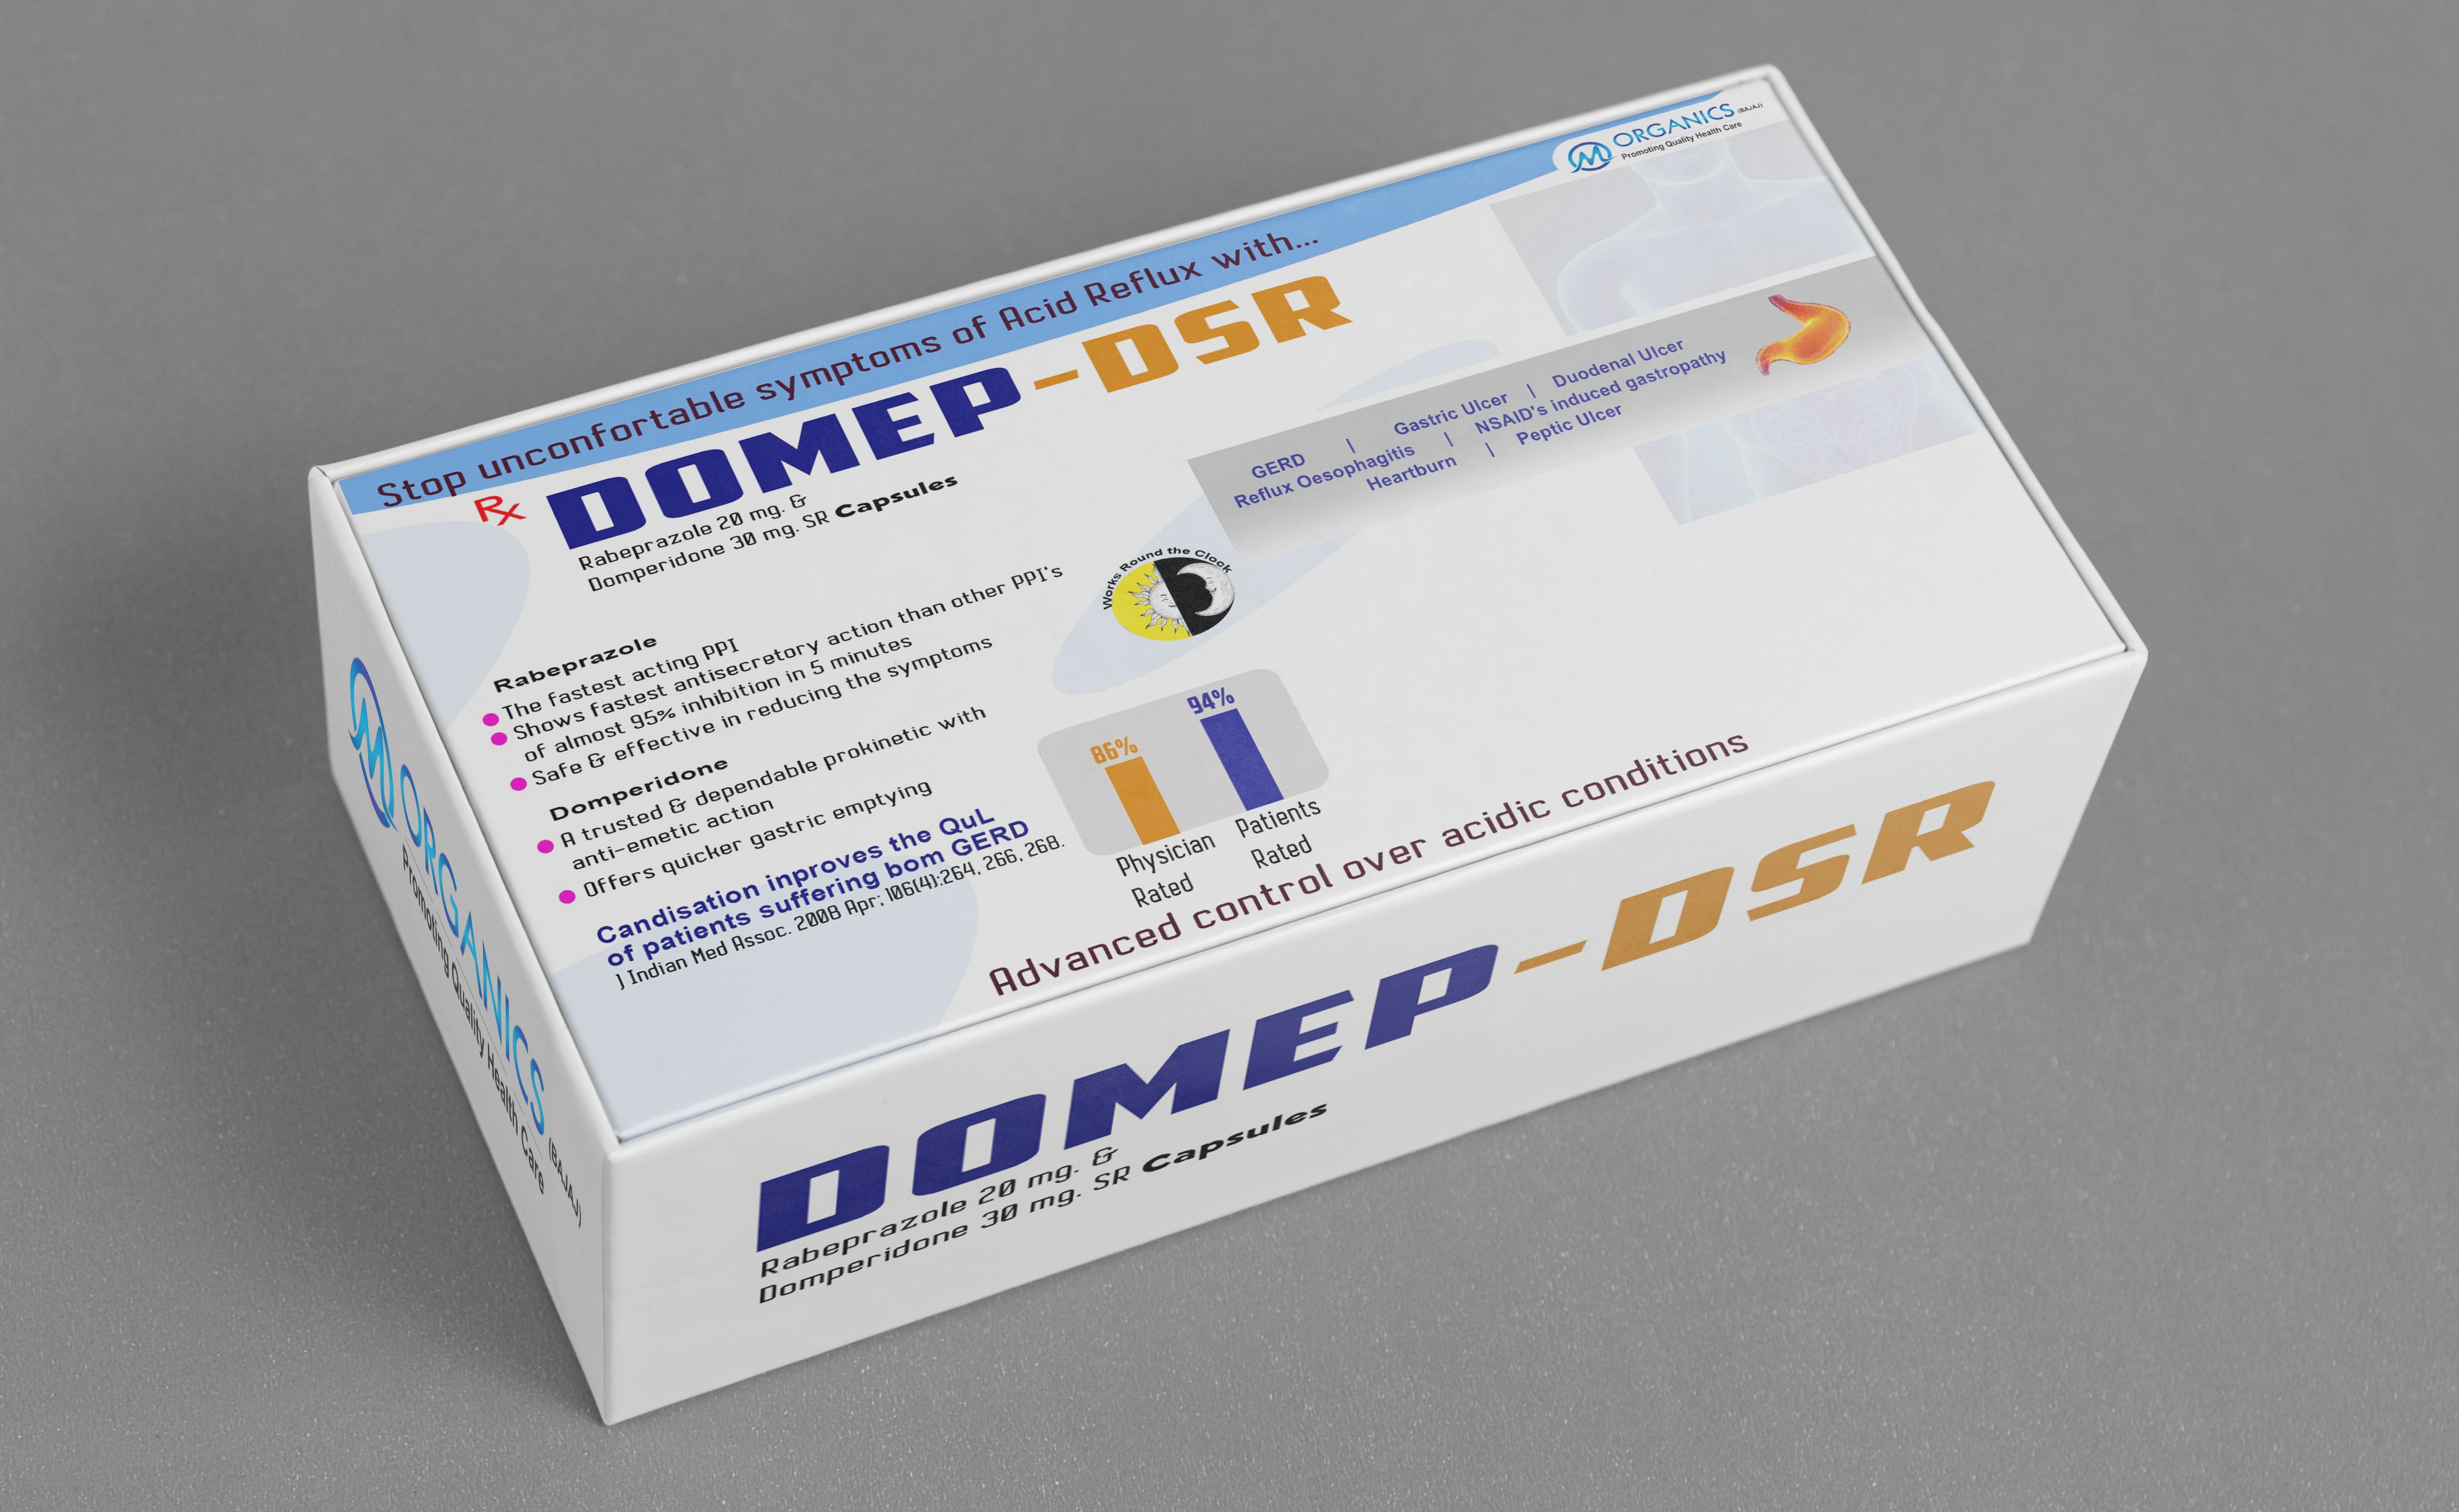 ORGANICS (BAJAJ)
Promoting Quality Health Care
Stop unconfortable symptoms of Acid Reflux with...
Rx DOMEP-DSR
Rabeprazole 20 mg. &
Domperidone 30 mg. SR Capsules
GERD | Gastric Ulcer | Duodenal Ulcer
Reflux Oesophagitis | NSAID's induced gastropathy
Heartburn | Peptic Ulcer
Works Round the Clock
Rabeprazole
The fastest acting PPI
Shows fastest antisecretory action than other PPI's
of almost 95% inhibition in 5 minutes
Safe & effective in reducing the symptoms
Domperidone
A trusted & dependable prokinetic with
anti-emetic action
Offers quicker gastric emptying
Candisation inproves the QuL
of patients suffering bom GERD
J Indian Med Assoc. 2008 Apr; 106(4):264, 266, 268.
86%
94%
Physician
Rated
Patients
Rated
Advanced control over acidic conditions
DOMEP-DSR
Rabeprazole 20 mg. &
Domperidone 30 mg. SR Capsules
ORGANICS (BAJAJ)
Promoting Quality Health Care